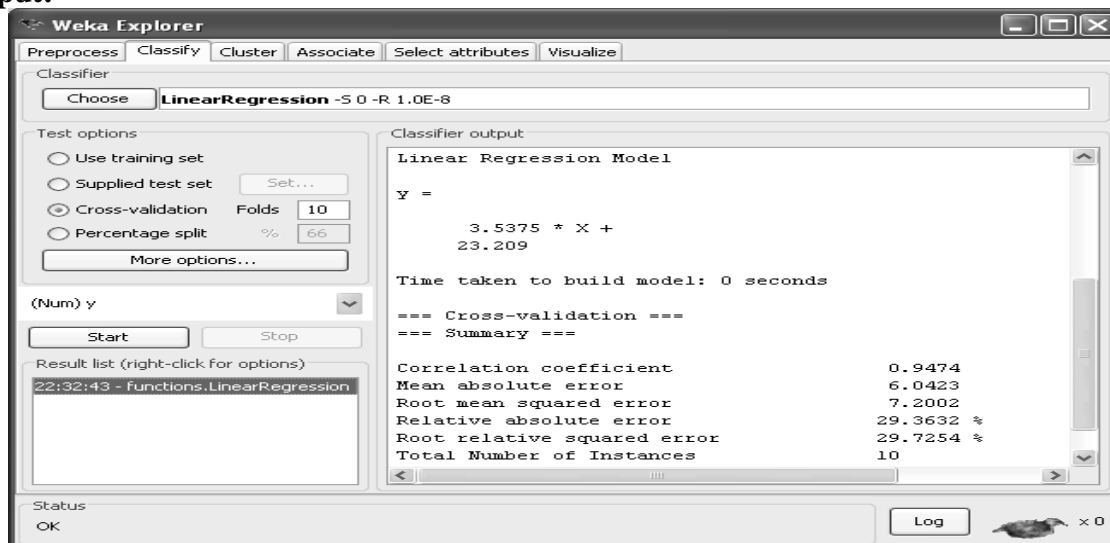 put:
Weka Explorer
Preprocess Classify Cluster Associate Select attributes Visualize
Classifier
Choose LinearRegression -S 0 -R 1.0E-8
Test options
Use training set
Supplied test set Set...
Cross-validation Folds 10
Percentage split % 66
More options...
(Num) y
Start Stop
Result list (right-click for options)
22:32:43 - functions.LinearRegression
Classifier output
Linear Regression Model
y =
3.5375 * X +
23.209
Time taken to build model: 0 seconds
=== Cross-validation ===
=== Summary ===
Correlation coefficient 0.9474
Mean absolute error 6.0423
Root mean squared error 7.2002
Relative absolute error 29.3632 %
Root relative squared error 29.7254 %
Total Number of Instances 10
Status
OK
Log x 0